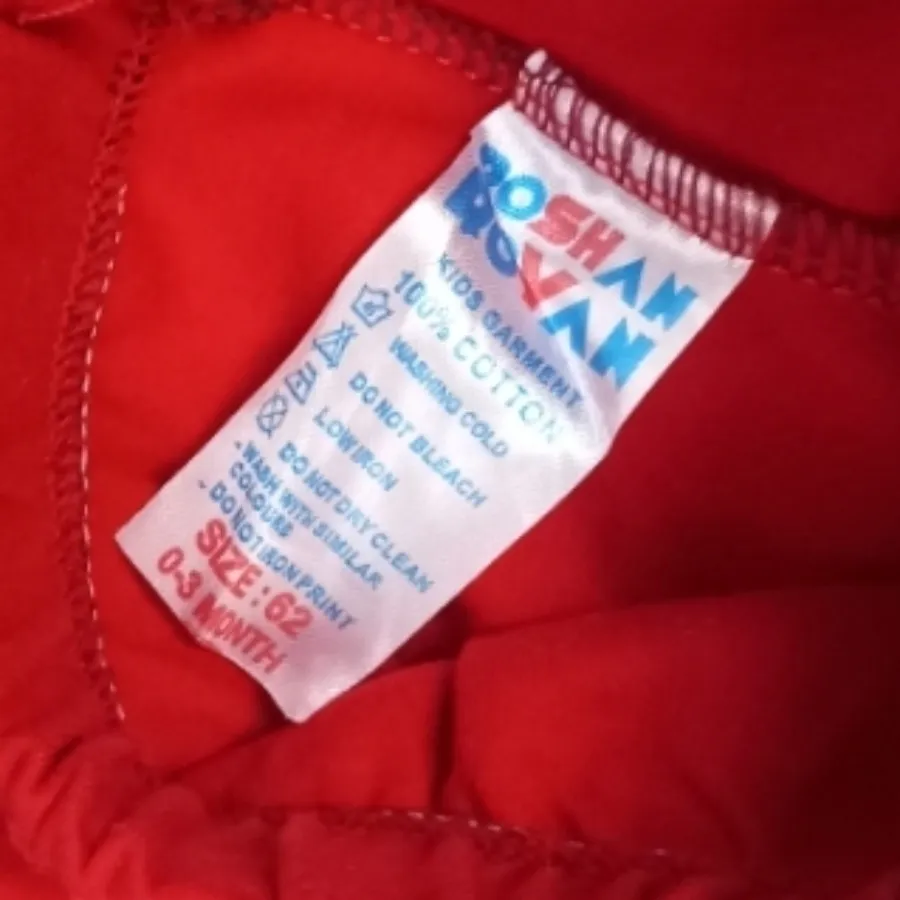 ROSHAN
ROYAN
KIDS GARMENT
100% COTTON
WASHING COLD
DO NOT BLEACH
LOW IRON
DO NOT DRY CLEAN
- WASH WITH SIMILAR
COLOURS
- DO NOT IRON PRINT
SIZE : 62
0-3 MONTH